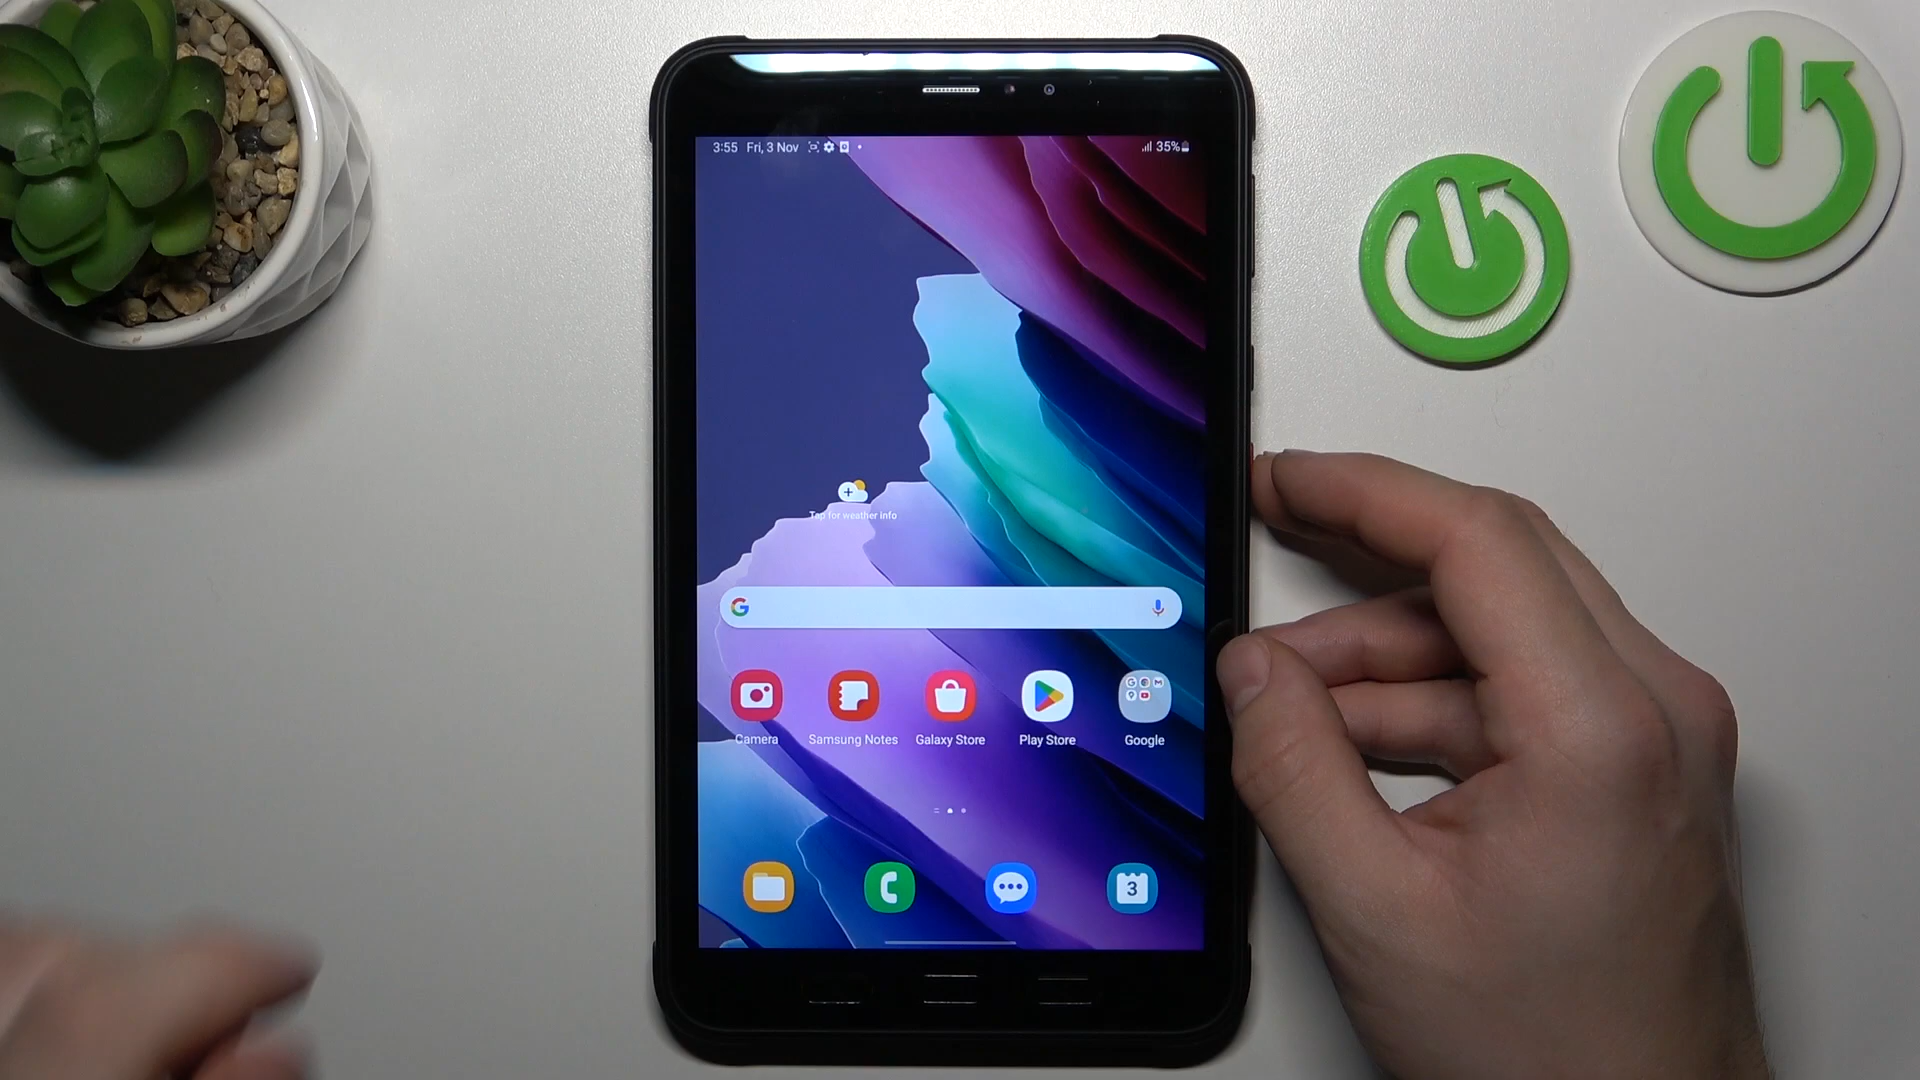 3:55 Fri, 3 Nov 35%
Tap for weather info
G
Camera Samsung Notes Galaxy Store Play Store Google
3